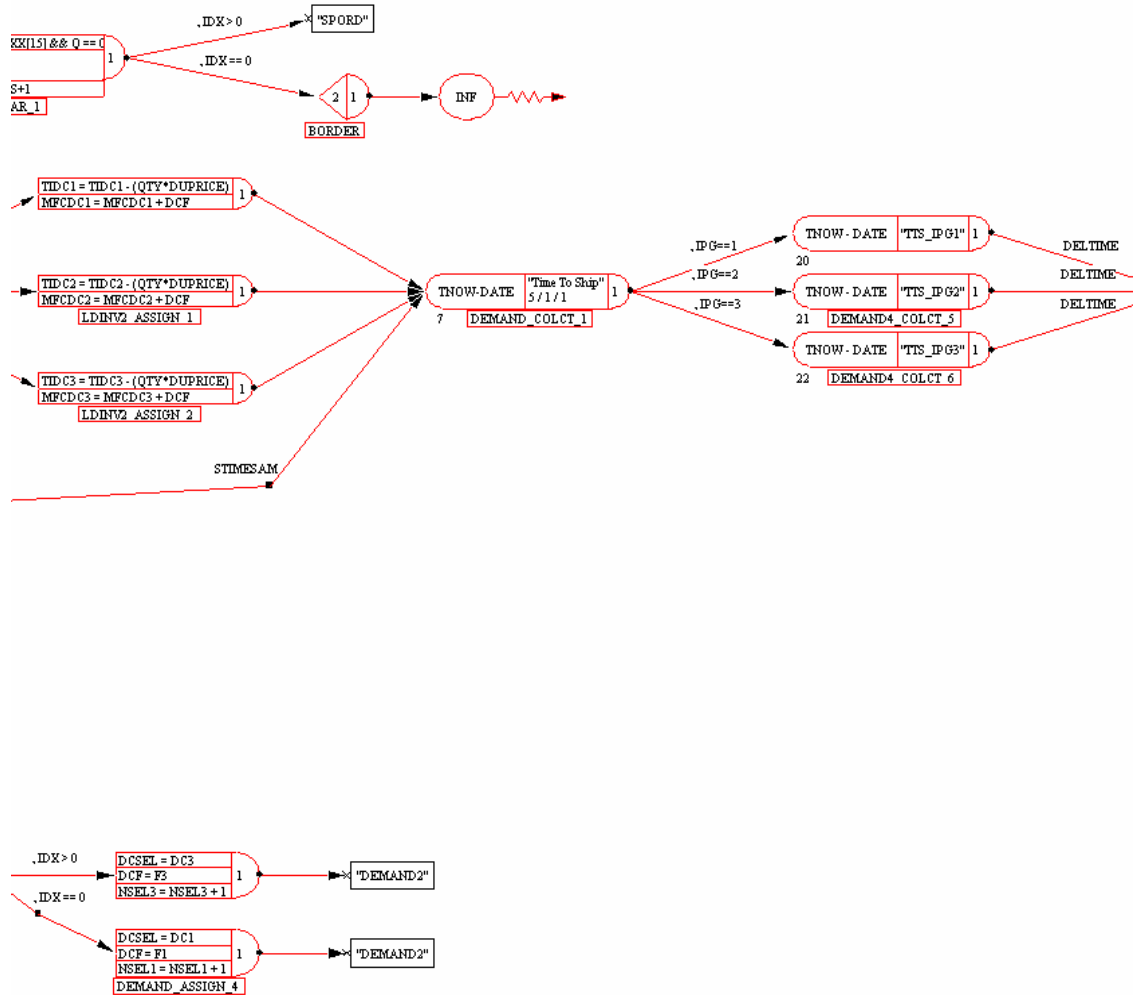 ,IDX>0
"SPORD"
XX[15] && Q == 0
1
,IDX==0
S+1
AR_1
2
1
INF
BORDER
TIDC1 = TIDC1 - (QTY*DUPRICE)
MFCDC1 = MFCDC1 + DCF
1
TIDC2 = TIDC2 - (QTY*DUPRICE)
MFCDC2 = MFCDC2 + DCF
1
LDINV2_ASSIGN_1
TIDC3 = TIDC3 - (QTY*DUPRICE)
MFCDC3 = MFCDC3 + DCF
1
LDINV2_ASSIGN_2
STIMESAM
TNOW-DATE
"Time To Ship"
5 / 1 / 1
1
7
DEMAND_COLCT_1
,IPG==1
,IPG==2
,IPG==3
TNOW - DATE
"TTS_IPG1"
1
20
TNOW - DATE
"TTS_IPG2"
1
21
DEMAND4_COLCT_5
TNOW - DATE
"TTS_IPG3"
1
22
DEMAND4_COLCT_6
DELTIME
DELTIME
DELTIME
,IDX>0
DCSEL = DC3
DCF = F3
NSEL3 = NSEL3 + 1
1
"DEMAND2"
,IDX==0
DCSEL = DC1
DCF = F1
NSEL1 = NSEL1 + 1
1
"DEMAND2"
DEMAND_ASSIGN_4